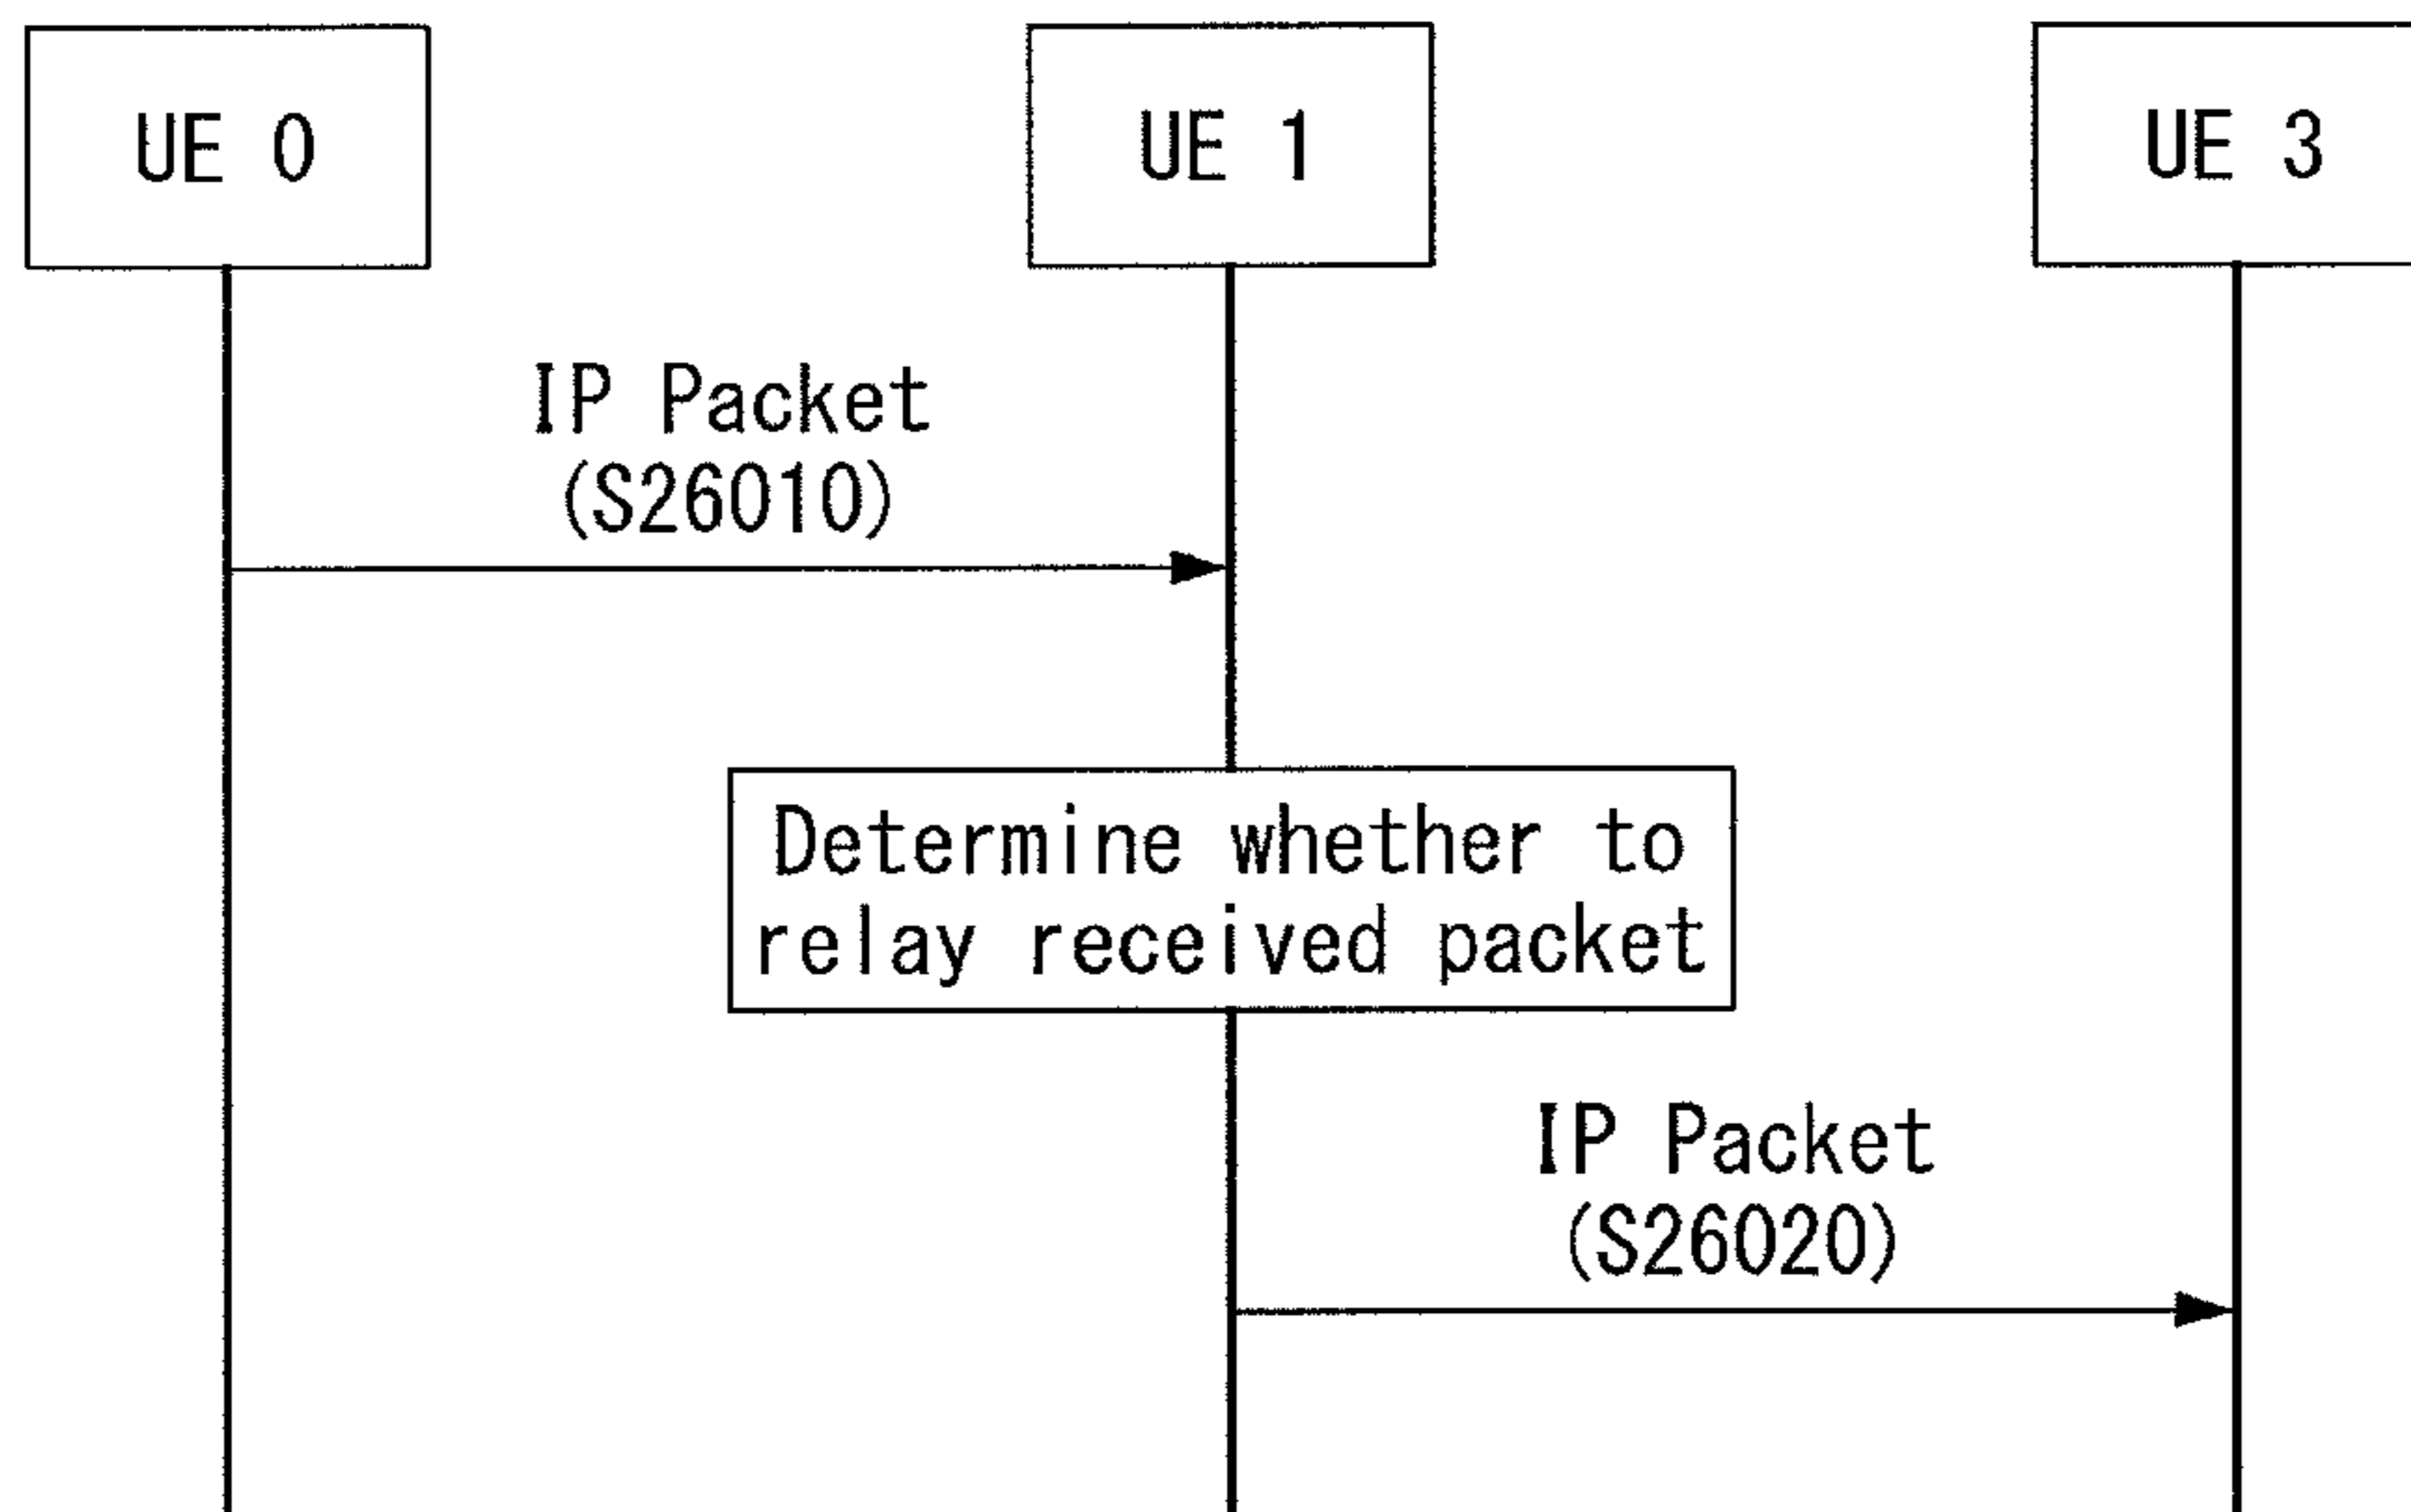 UE 0
UE 1
UE 3
IP Packet
(S26010)
Determine whether to
relay received packet
IP Packet
(S26020)